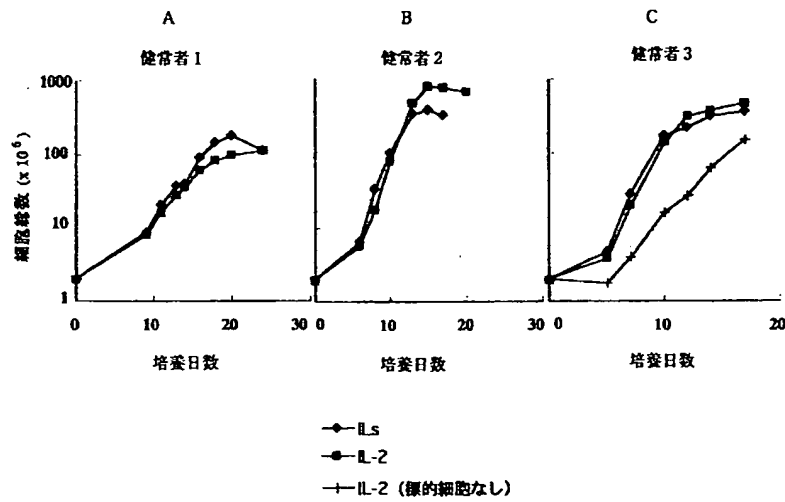 A
B
C
健常者1
健常者2
健常者3
細胞総数 (x 10⁶)
1000
100
10
1
0
10
20
30
0
10
20
30
0
10
20
培養日数
培養日数
培養日数
ILs
IL-2
IL-2 (標的細胞なし)